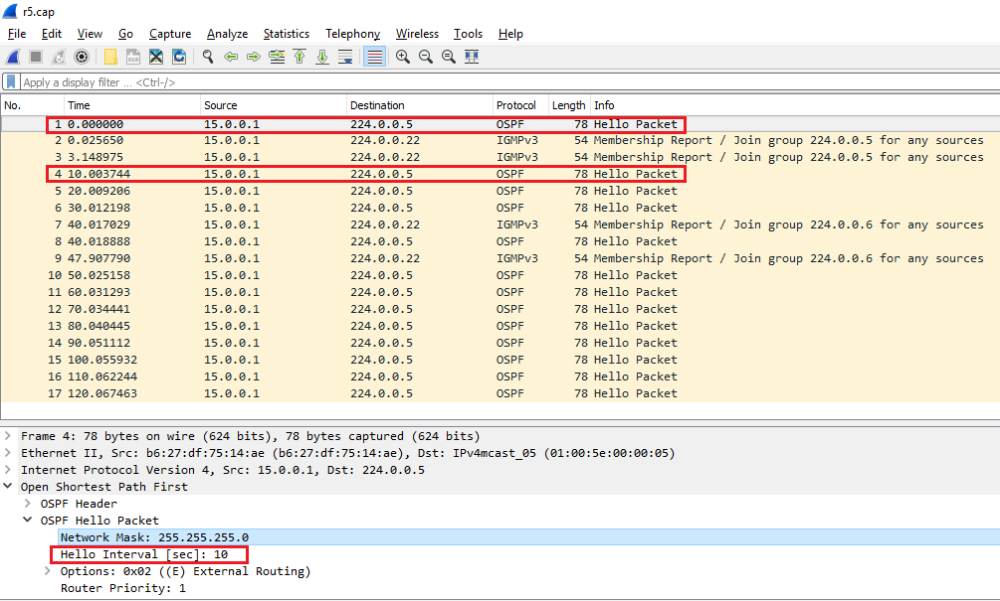 r5.cap
File Edit View Go Capture Analyze Statistics Telephony Wireless Tools Help
Apply a display filter ... <Ctrl-/>
No. Time Source Destination Protocol Length Info
1 0.000000 15.0.0.1 224.0.0.5 OSPF 78 Hello Packet
2 0.025650 15.0.0.1 224.0.0.22 IGMPv3 54 Membership Report / Join group 224.0.0.5 for any sources
3 3.148975 15.0.0.1 224.0.0.22 IGMPv3 54 Membership Report / Join group 224.0.0.5 for any sources
4 10.003744 15.0.0.1 224.0.0.5 OSPF 78 Hello Packet
5 20.009206 15.0.0.1 224.0.0.5 OSPF 78 Hello Packet
6 30.012198 15.0.0.1 224.0.0.5 OSPF 78 Hello Packet
7 40.017029 15.0.0.1 224.0.0.22 IGMPv3 54 Membership Report / Join group 224.0.0.6 for any sources
8 40.018888 15.0.0.1 224.0.0.5 OSPF 78 Hello Packet
9 47.907790 15.0.0.1 224.0.0.22 IGMPv3 54 Membership Report / Join group 224.0.0.6 for any sources
10 50.025158 15.0.0.1 224.0.0.5 OSPF 78 Hello Packet
11 60.031293 15.0.0.1 224.0.0.5 OSPF 78 Hello Packet
12 70.034441 15.0.0.1 224.0.0.5 OSPF 78 Hello Packet
13 80.040445 15.0.0.1 224.0.0.5 OSPF 78 Hello Packet
14 90.051112 15.0.0.1 224.0.0.5 OSPF 78 Hello Packet
15 100.055932 15.0.0.1 224.0.0.5 OSPF 78 Hello Packet
16 110.062244 15.0.0.1 224.0.0.5 OSPF 78 Hello Packet
17 120.067463 15.0.0.1 224.0.0.5 OSPF 78 Hello Packet
Frame 4: 78 bytes on wire (624 bits), 78 bytes captured (624 bits)
Ethernet II, Src: b6:27:df:75:14:ae (b6:27:df:75:14:ae), Dst: IPv4mcast_05 (01:00:5e:00:00:05)
Internet Protocol Version 4, Src: 15.0.0.1, Dst: 224.0.0.5
Open Shortest Path First
OSPF Header
OSPF Hello Packet
Network Mask: 255.255.255.0
Hello Interval [sec]: 10
Options: 0x02 ((E) External Routing)
Router Priority: 1